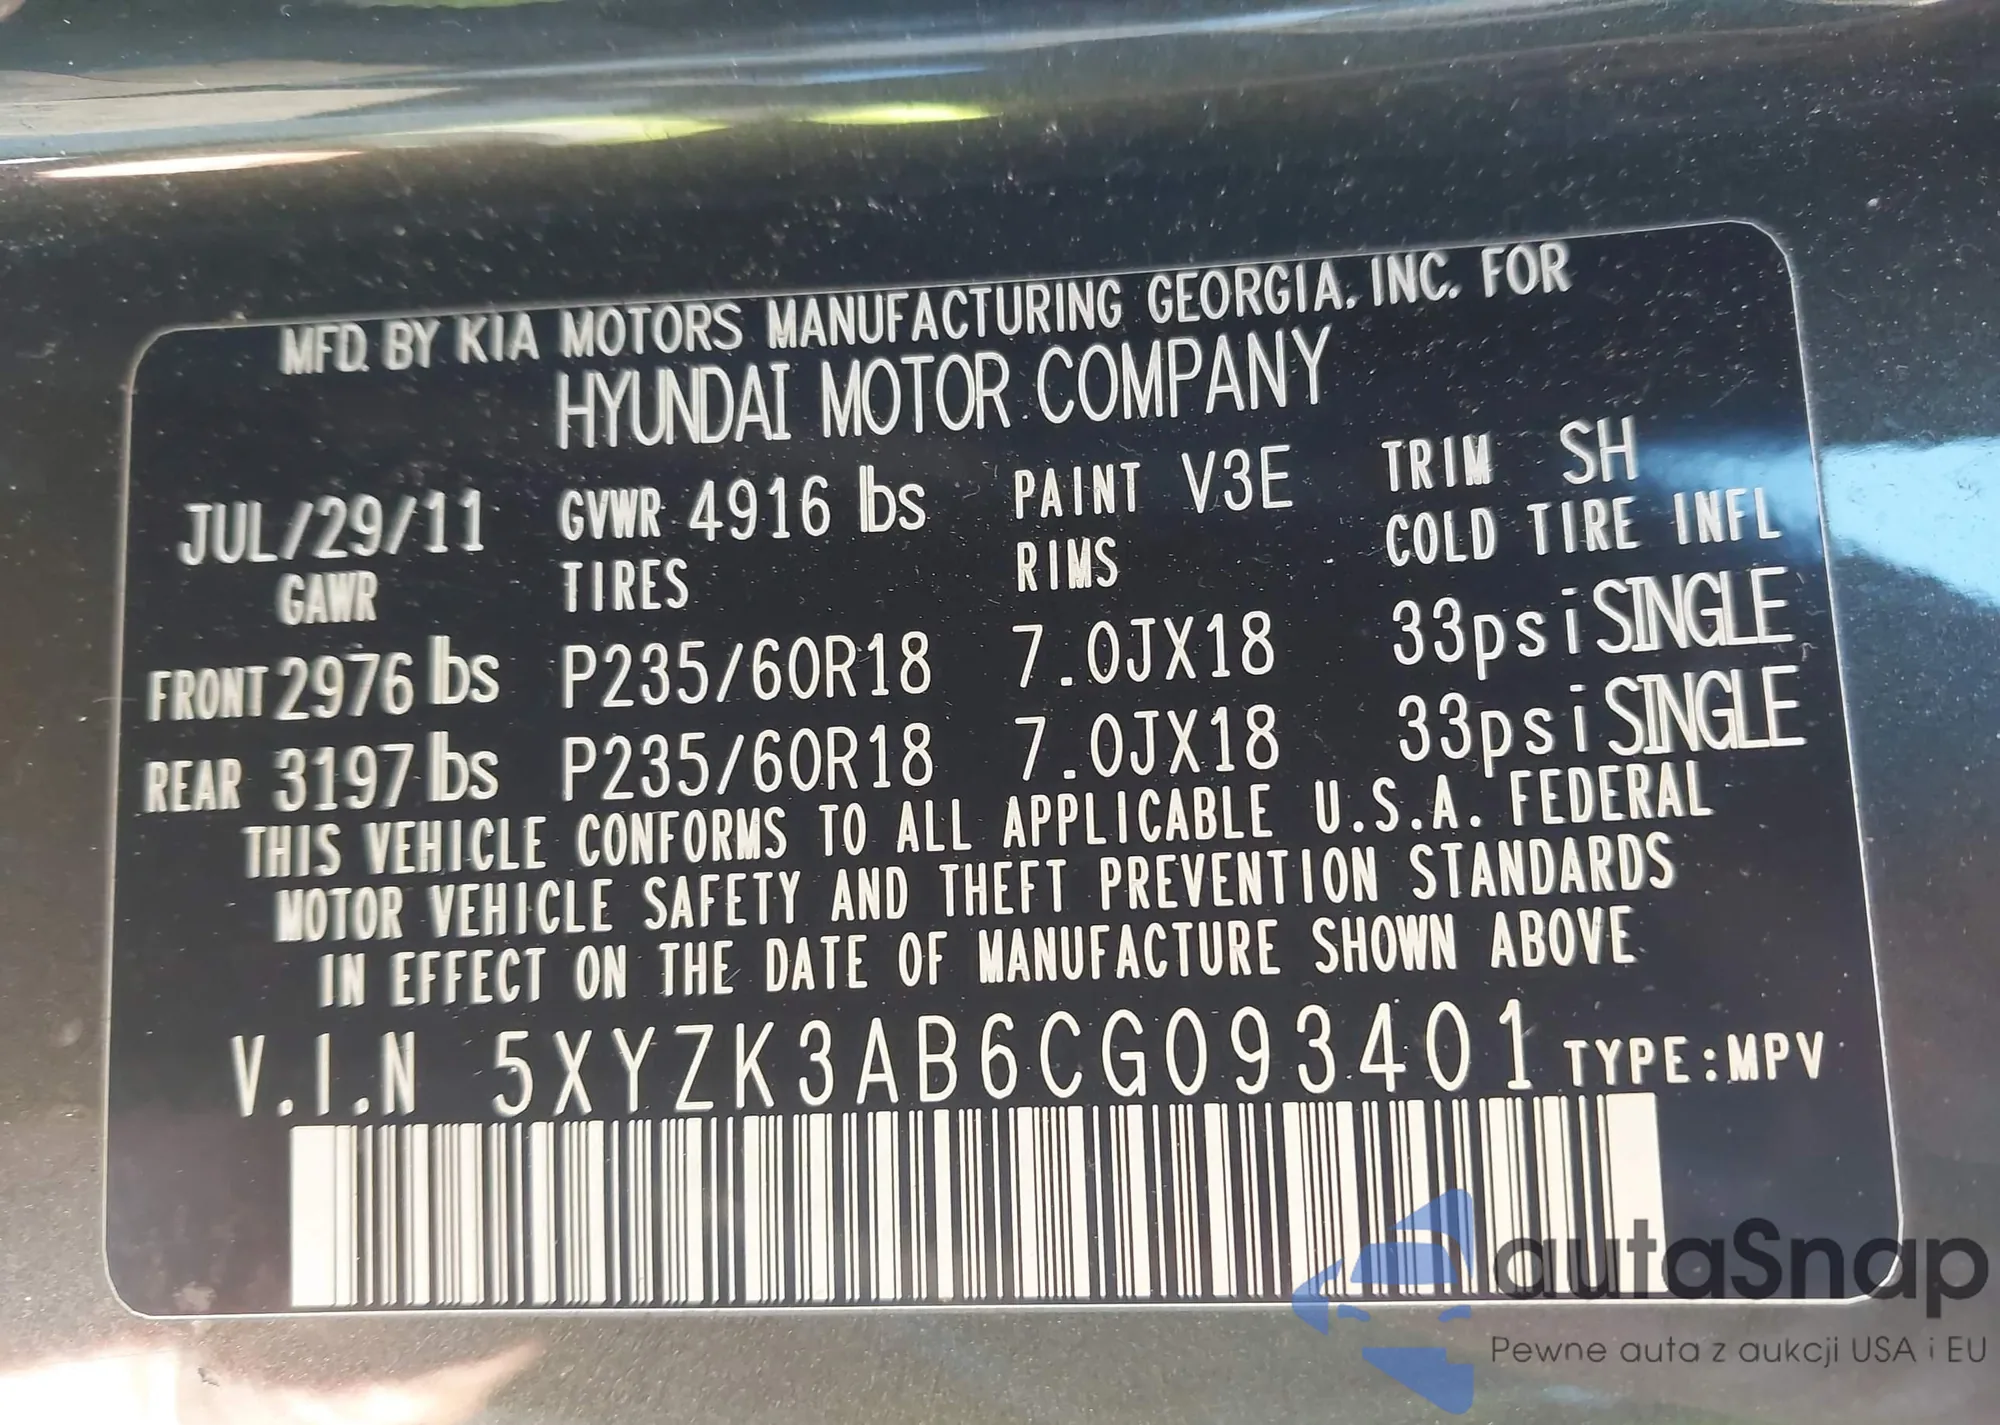 MFD. BY KIA MOTORS MANUFACTURING GEORGIA, INC. FOR
HYUNDAI MOTOR COMPANY
JUL/29/11 GVWR 4916 lbs PAINT V3E TRIM SH
GAWR TIRES RIMS COLD TIRE INFL
FRONT 2976 lbs P235/60R18 7.0JX18 33psi SINGLE
REAR 3197 lbs P235/60R18 7.0JX18 33psi SINGLE
THIS VEHICLE CONFORMS TO ALL APPLICABLE U.S.A. FEDERAL
MOTOR VEHICLE SAFETY AND THEFT PREVENTION STANDARDS
IN EFFECT ON THE DATE OF MANUFACTURE SHOWN ABOVE
V.I.N 5XYZK3AB6CG093401 TYPE:MPV
autaSnap
Pewne auta z aukcji USA i EU